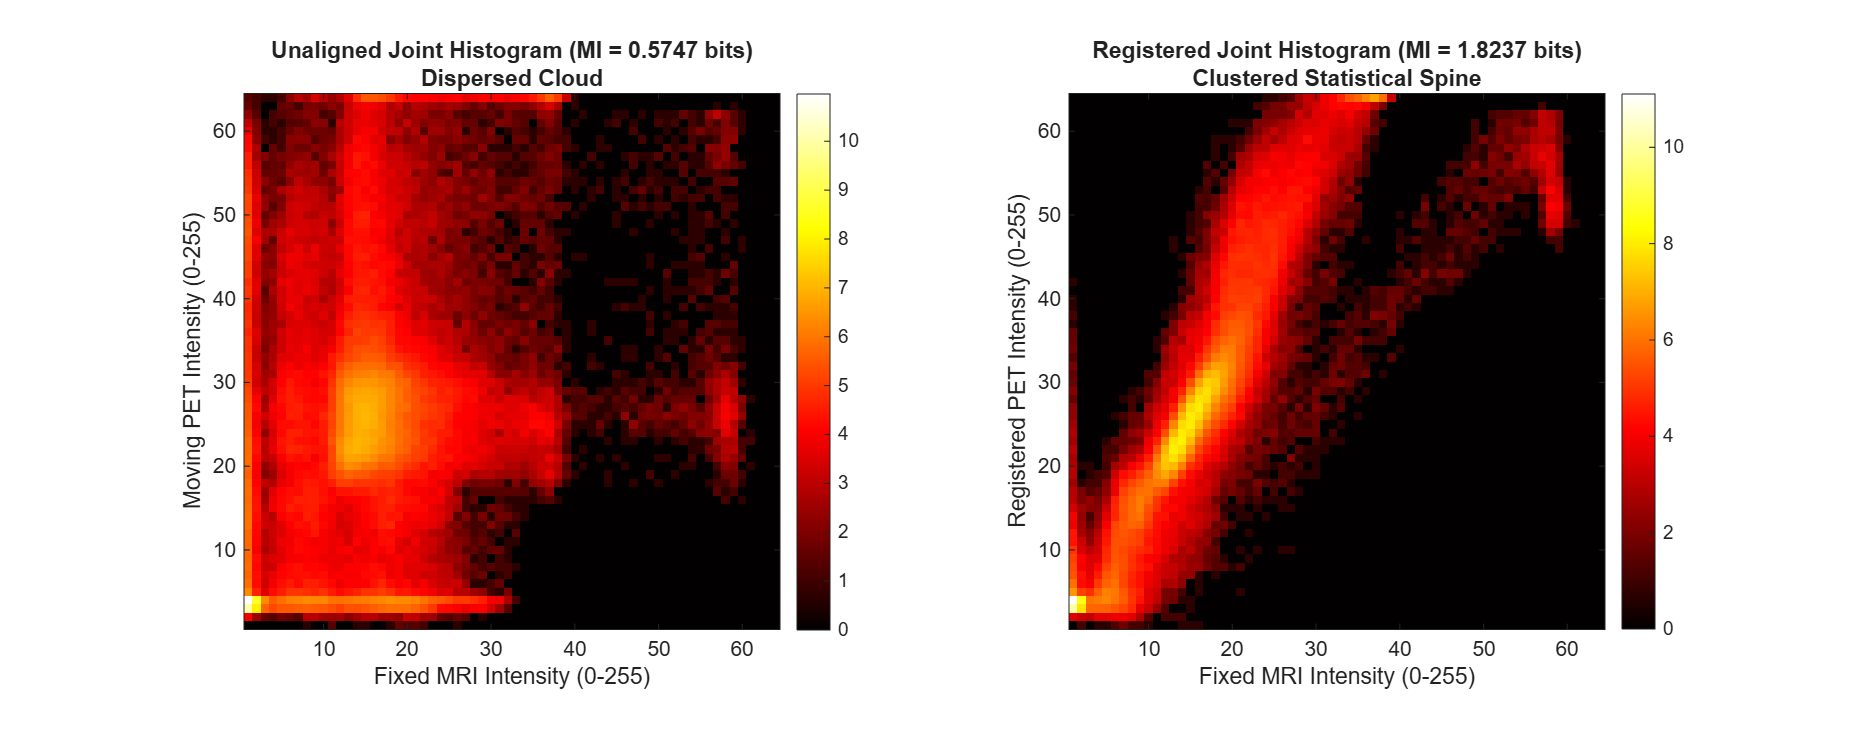 Unaligned Joint Histogram (MI = 0.5747 bits)
Dispersed Cloud
Moving PET Intensity (0-255)
60
50
40
30
20
10
10 20 30 40 50 60
Fixed MRI Intensity (0-255)
10
9
8
7
6
5
4
3
2
1
0
Registered Joint Histogram (MI = 1.8237 bits)
Clustered Statistical Spine
Registered PET Intensity (0-255)
60
50
40
30
20
10
10 20 30 40 50 60
Fixed MRI Intensity (0-255)
10
8
6
4
2
0